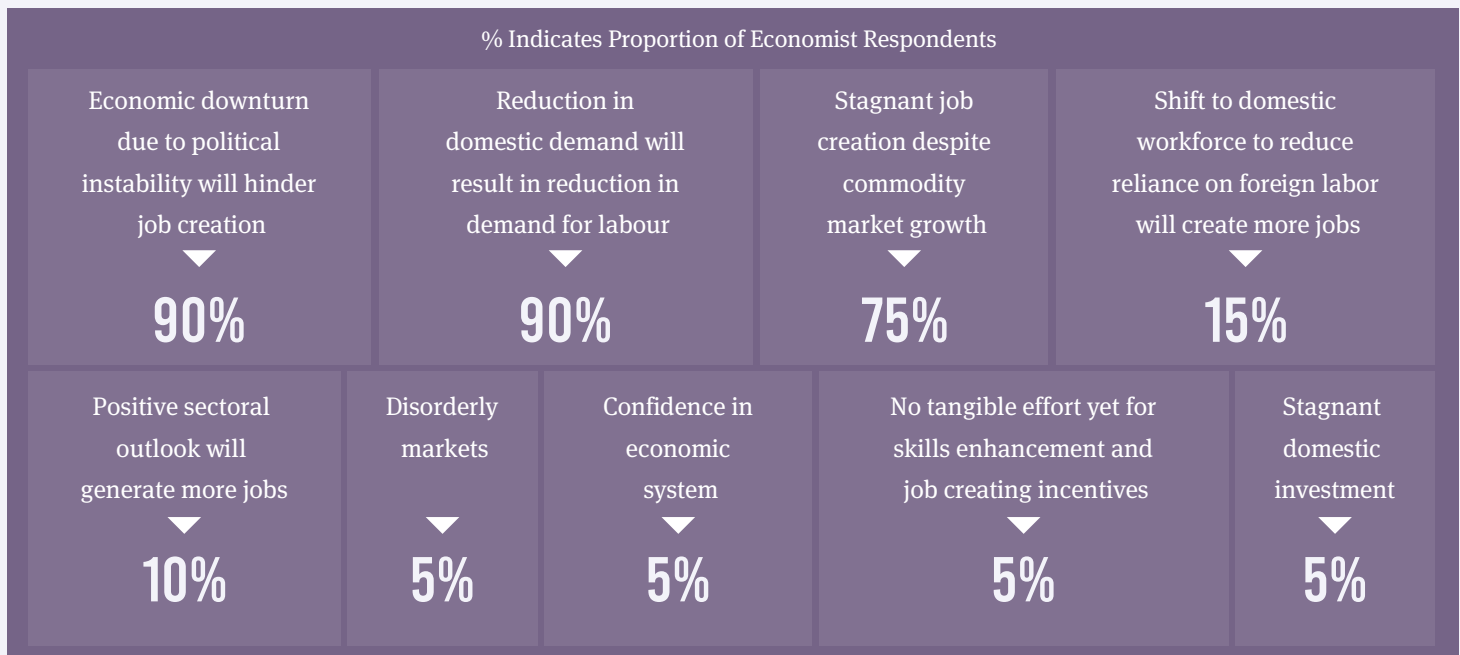 % Indicates Proportion of Economist Respondents
Economic downturn
due to political
instability will hinder
job creation
90%
Reduction in
domestic demand will
result in reduction in
demand for labour
90%
Stagnant job
creation despite
commodity
market growth
75%
Shift to domestic
workforce to reduce
reliance on foreign labor
will create more jobs
15%
Positive sectoral
outlook will
generate more jobs
10%
Disorderly
markets
5%
Confidence in
economic
system
5%
No tangible effort yet for
skills enhancement and
job creating incentives
5%
Stagnant
domestic
investment
5%